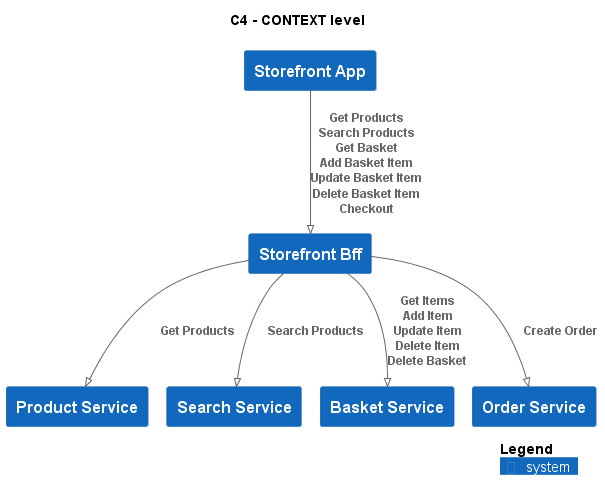 C4 - CONTEXT level
Storefront App
Get Products
Search Products
Get Basket
Add Basket Item
Update Basket Item
Delete Basket Item
Checkout
Storefront Bff
Get Products
Search Products
Get Items
Add Item
Update Item
Delete Item
Delete Basket
Create Order
Product Service
Search Service
Basket Service
Order Service
Legend
system